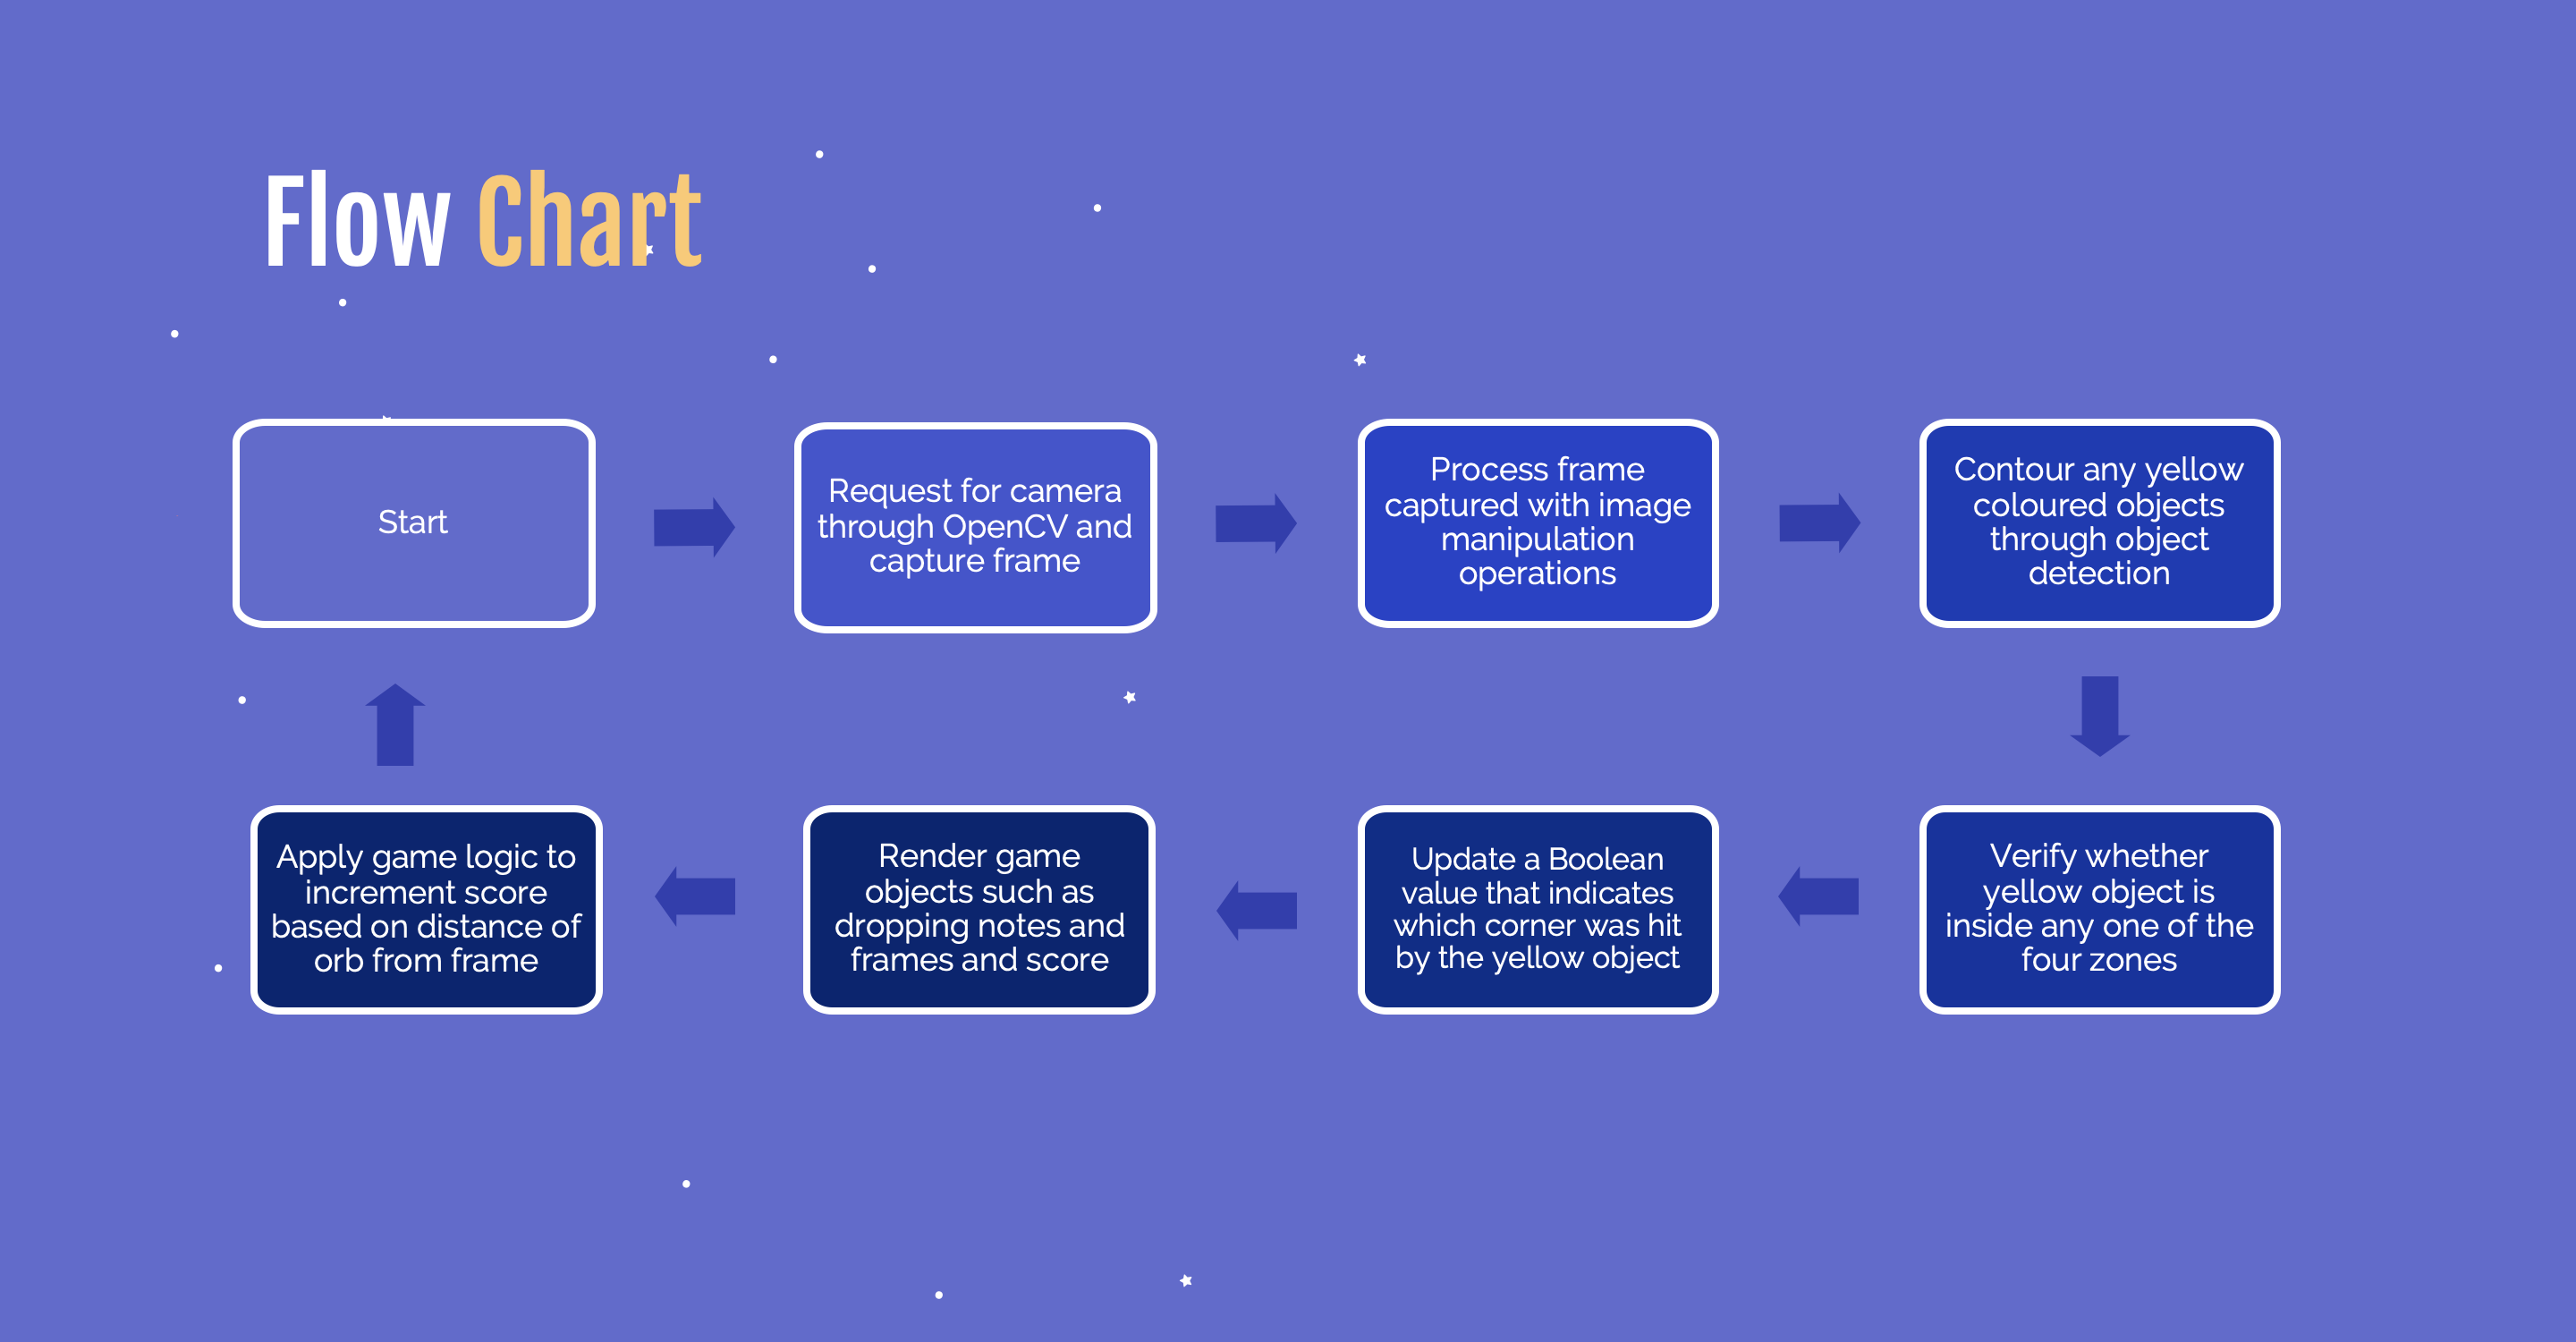 Flow Chart
Start
Request for camera
through OpenCV and
capture frame
Process frame
captured with image
manipulation
operations
Contour any yellow
coloured objects
through object
detection
Verify whether
yellow object is
inside any one of the
four zones
Update a Boolean
value that indicates
which corner was hit
by the yellow object
Render game
objects such as
dropping notes and
frames and score
Apply game logic to
increment score
based on distance of
orb from frame